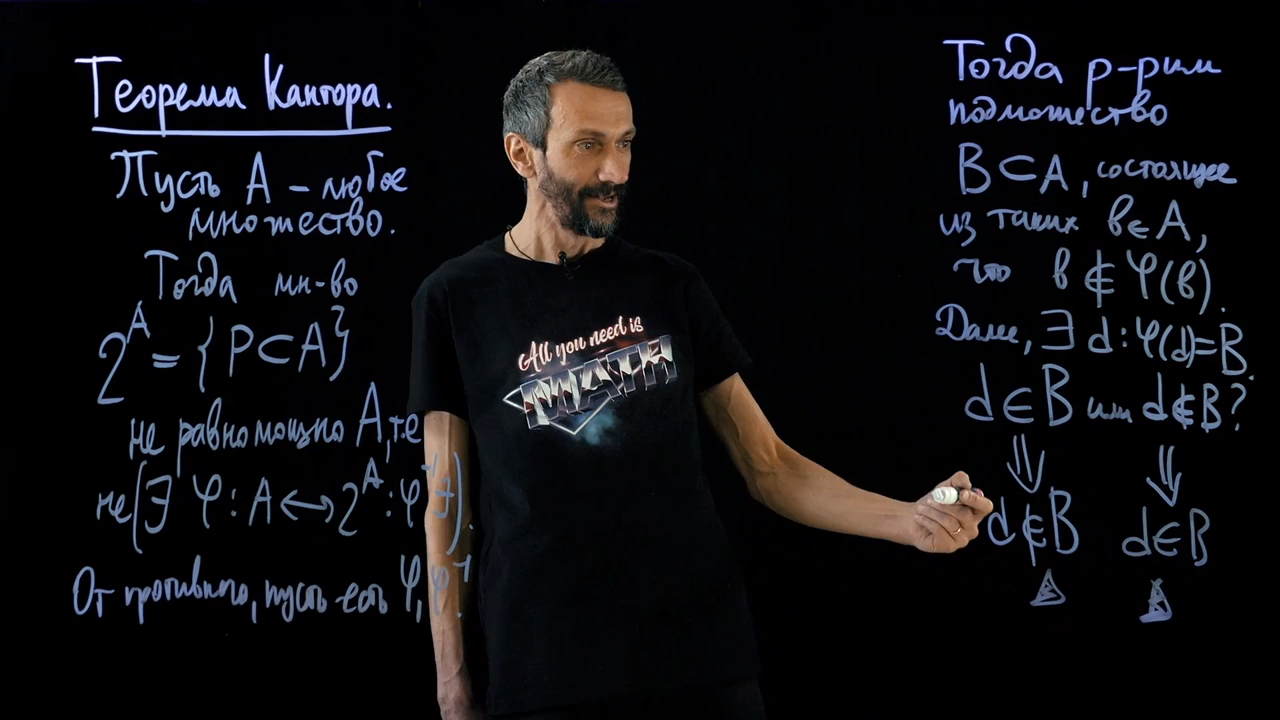 Теорема Кантора.
Пусть A – любое
множество.
Тогда мн-во
2^A = {P⊂A}
не равномощно A, т.е
не(∃ φ: A↔2^A: φ⁻¹∃).
От противного, пусть есть φ, φ⁻¹.
All you need is
MATH
Тогда р-рим
подмножество
B⊂A, состоящее
из таких b∈A,
что b∉φ(b).
Далее, ∃ d: φ(d)=B.
d∈B или d∉B?
⇓ ⇓
d∉B d∈B